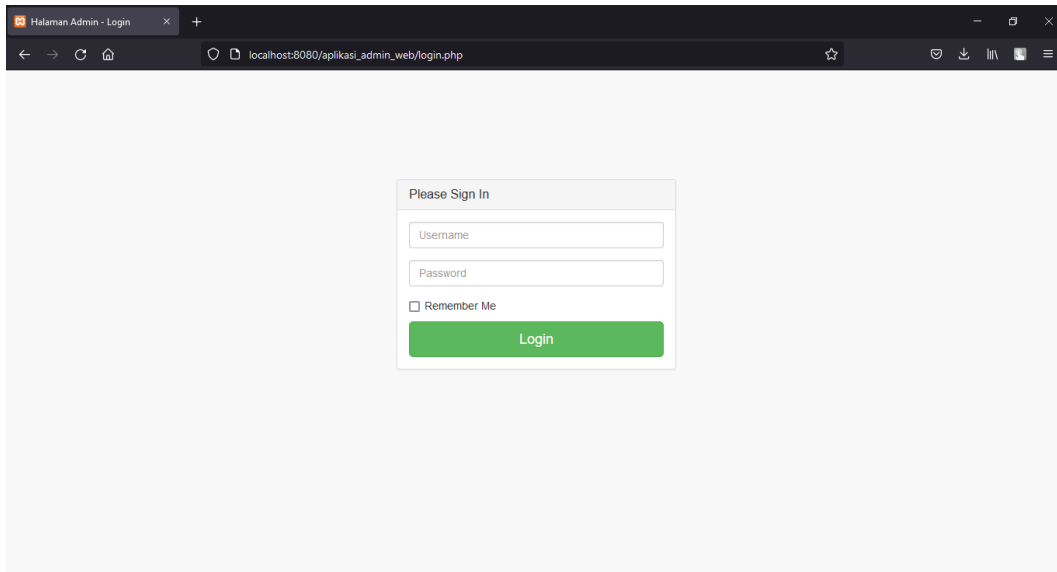 Halaman Admin - Login
localhost:8080/aplikasi_admin_web/login.php
Please Sign In
Username
Password
Remember Me
Login